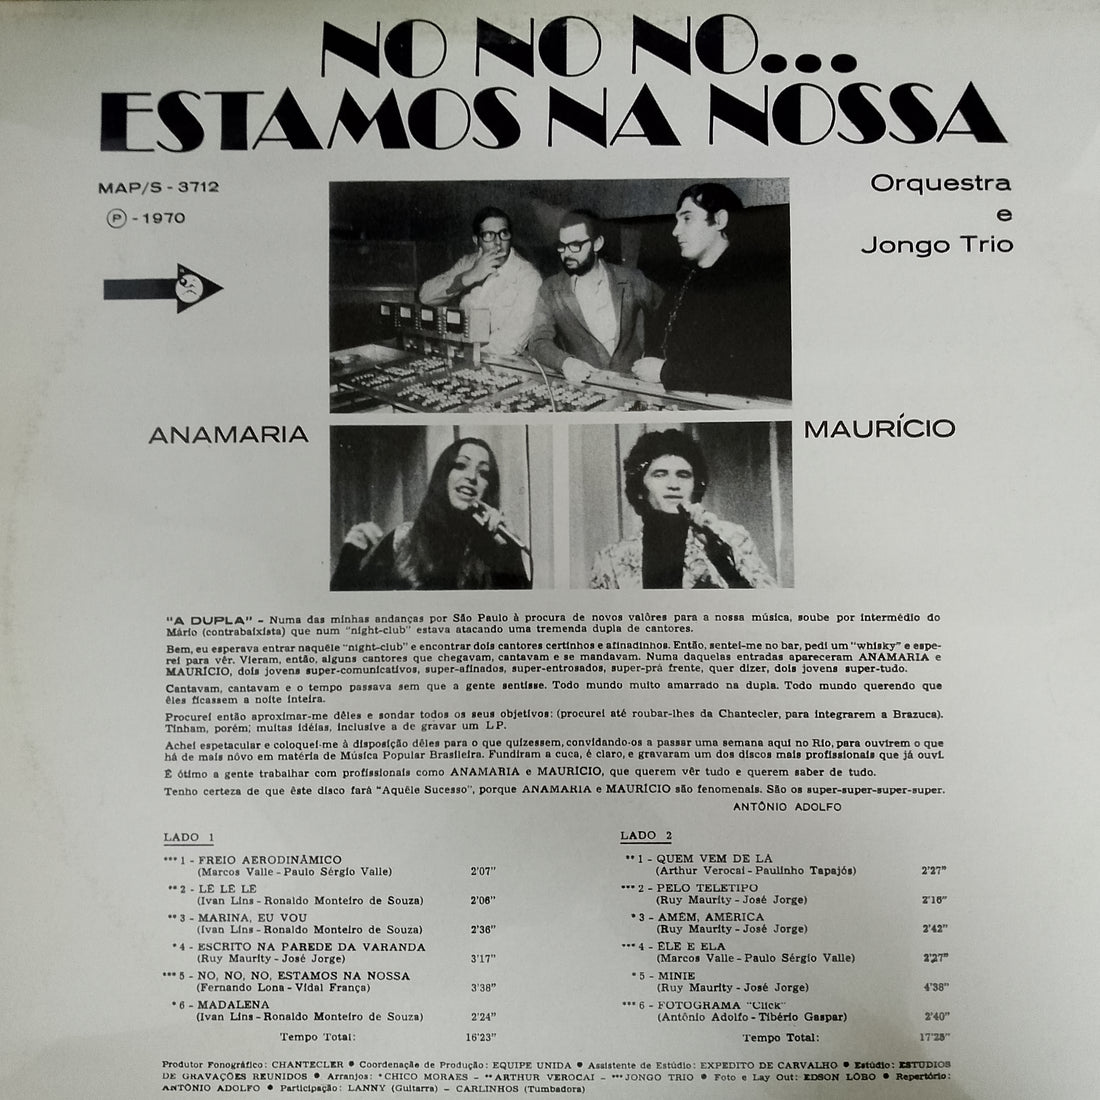 NO NO NO...
ESTAMOS NA NOSSA
MAP/S - 3712
Ⓟ - 1970
Orquestra
e
Jongo Trio
ANAMARIA
MAURÍCIO
"A DUPLA" - Numa das minhas andanças por São Paulo à procura de novos valôres para a nossa música, soube por intermédio do
Mário (contrabaixista) que num "night-club" estava atacando uma tremenda dupla de cantores.
Bem, eu esperava entrar naquêle "night-club" e encontrar dois cantores certinhos e afinadinhos. Então, sentei-me no bar, pedi um "whisky" e espe-
rei para vêr. Vieram, então, alguns cantores que chegavam, cantavam e se mandavam. Numa daquelas entradas apareceram ANAMARIA e
MAURÍCIO, dois jovens super-comunicativos, super-afinados, super-entrosados, super-prá frente, quer dizer, dois jovens super-tudo.
Cantavam, cantavam e o tempo passava sem que a gente sentisse. Todo mundo muito amarrado na dupla. Todo mundo querendo que
êles ficassem a noite inteira.
Procurei então aproximar-me dêles e sondar todos os seus objetivos: (procurei até roubar-lhes da Chantecler, para integrarem a Brazuca).
Tinham, porém; muitas idéias, inclusive a de gravar um LP.
Achei espetacular e coloquei-me à disposição dêles para o que quizessem, convidando-os a passar uma semana aqui no Rio, para ouvirem o que
há de mais nôvo em matéria de Música Popular Brasileira. Fundiram a cuca, é claro, e gravaram um dos discos mais profissionais que já ouvi.
É ótimo a gente trabalhar com profissionais como ANAMARIA e MAURICIO, que querem vêr tudo e querem saber de tudo.
Tenho certeza de que êste disco fará "Aquêle Sucesso", porque ANAMARIA e MAURÍCIO são fenomenais. São os super-super-super-super.
ANTÔNIO ADOLFO
LADO 1
*** 1 - FREIO AERODINÂMICO
(Marcos Valle - Paulo Sérgio Valle) 2'07"
** 2 - LÊ LÊ LÊ
(Ivan Lins - Ronaldo Monteiro de Souza) 2'06"
** 3 - MARINA, EU VOU
(Ivan Lins - Ronaldo Monteiro de Souza) 2'36"
* 4 - ESCRITO NA PAREDE DA VARANDA
(Ruy Maurity - José Jorge) 3'17"
*** 5 - NO, NO, NO, ESTAMOS NA NOSSA
(Fernando Lona - Vidal França) 3'38"
* 6 - MADALENA
(Ivan Lins - Ronaldo Monteiro de Souza) 2'24"
Tempo Total: 16'23"
LADO 2
** 1 - QUEM VEM DE LÁ
(Arthur Verocai - Paulinho Tapajós) 2'27"
*** 2 - PELO TELETIPO
(Ruy Maurity - José Jorge) 2'16"
* 3 - AMÉM, AMÉRICA
(Ruy Maurity - José Jorge) 2'42"
*** 4 - ÊLE E ELA
(Marcos Valle - Paulo Sérgio Valle) 2'27"
* 5 - MINIE
(Ruy Maurity - José Jorge) 4'38"
*** 6 - FOTOGRAMA "Click"
(Antônio Adolfo - Tibério Gaspar) 2'40"
Tempo Total: 17'25"
Produtor Fonográfico: CHANTECLER ● Coordenação de Produção: EQUIPE UNIDA ● Assistente de Estúdio: EXPEDITO DE CARVALHO ● Estúdio: ESTÚDIOS
DE GRAVAÇÕES REUNIDOS ● Arranjos: *CHICO MORAES - **ARTHUR VEROCAI - ***JONGO TRIO ● Foto e Lay Out: EDSON LÔBO ● Repertório:
ANTÔNIO ADOLFO ● Participação: LANNY (Guitarra) - CARLINHOS (Tumbadora)